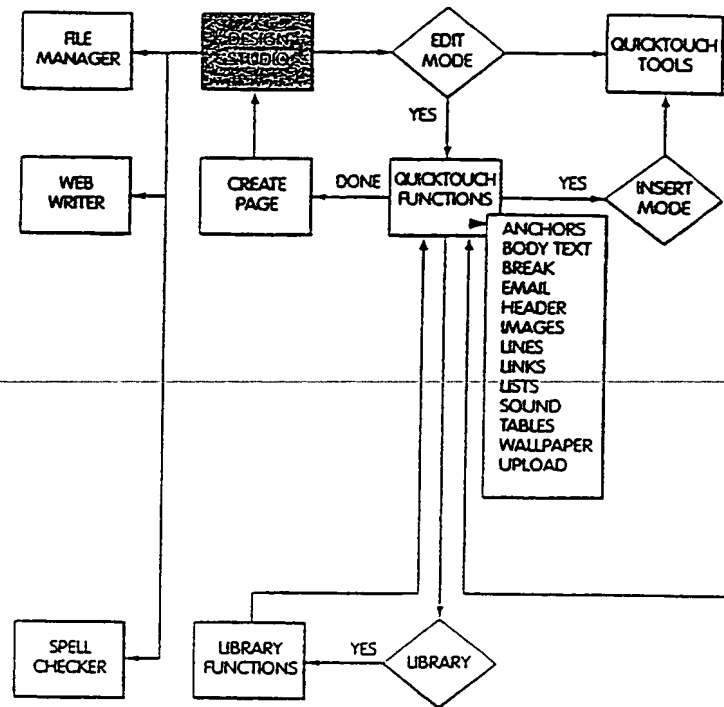 FILE
MANAGER
DESIGN
STUDIO
EDIT
MODE
QUICKTOUCH
TOOLS
YES
WEB
WRITER
CREATE
PAGE
DONE
QUICKTOUCH
FUNCTIONS
YES
INSERT
MODE
ANCHORS
BODY TEXT
BREAK
EMAIL
HEADER
IMAGES
LINES
LINKS
LISTS
SOUND
TABLES
WALLPAPER
UPLOAD
SPELL
CHECKER
LIBRARY
FUNCTIONS
YES
LIBRARY